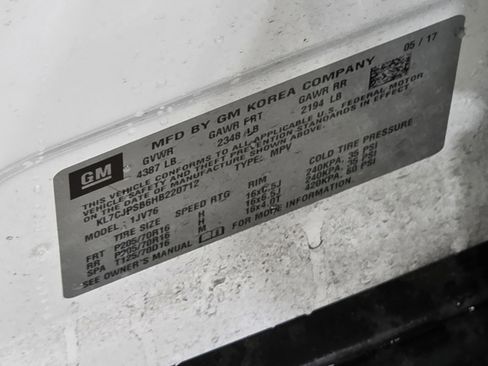 MFD BY GM KOREA COMPANY
05 / 17
GVWR GAWR FRT GAWR RR
4387 LB 2348 LB 2194 LB
GM
THIS VEHICLE CONFORMS TO ALL APPLICABLE U.S. FEDERAL MOTOR
VEHICLE SAFETY AND THEFT PREVENTION STANDARDS IN EFFECT
ON THE DATE OF MANUFACTURE SHOWN ABOVE.
KL7CJPSB6HB220712 TYPE: MPV
MODEL: 1JV76
TIRE SIZE SPEED RTG RIM COLD TIRE PRESSURE
FRT P205/70R16 H 16X6.5J 240KPA, 35 PSI
RR P205/70R16 H 16X6.5J 240KPA, 35 PSI
SPA T125/70D16 M 16X4.0T 420KPA, 60 PSI
SEE OWNER'S MANUAL FOR MORE INFORMATION.